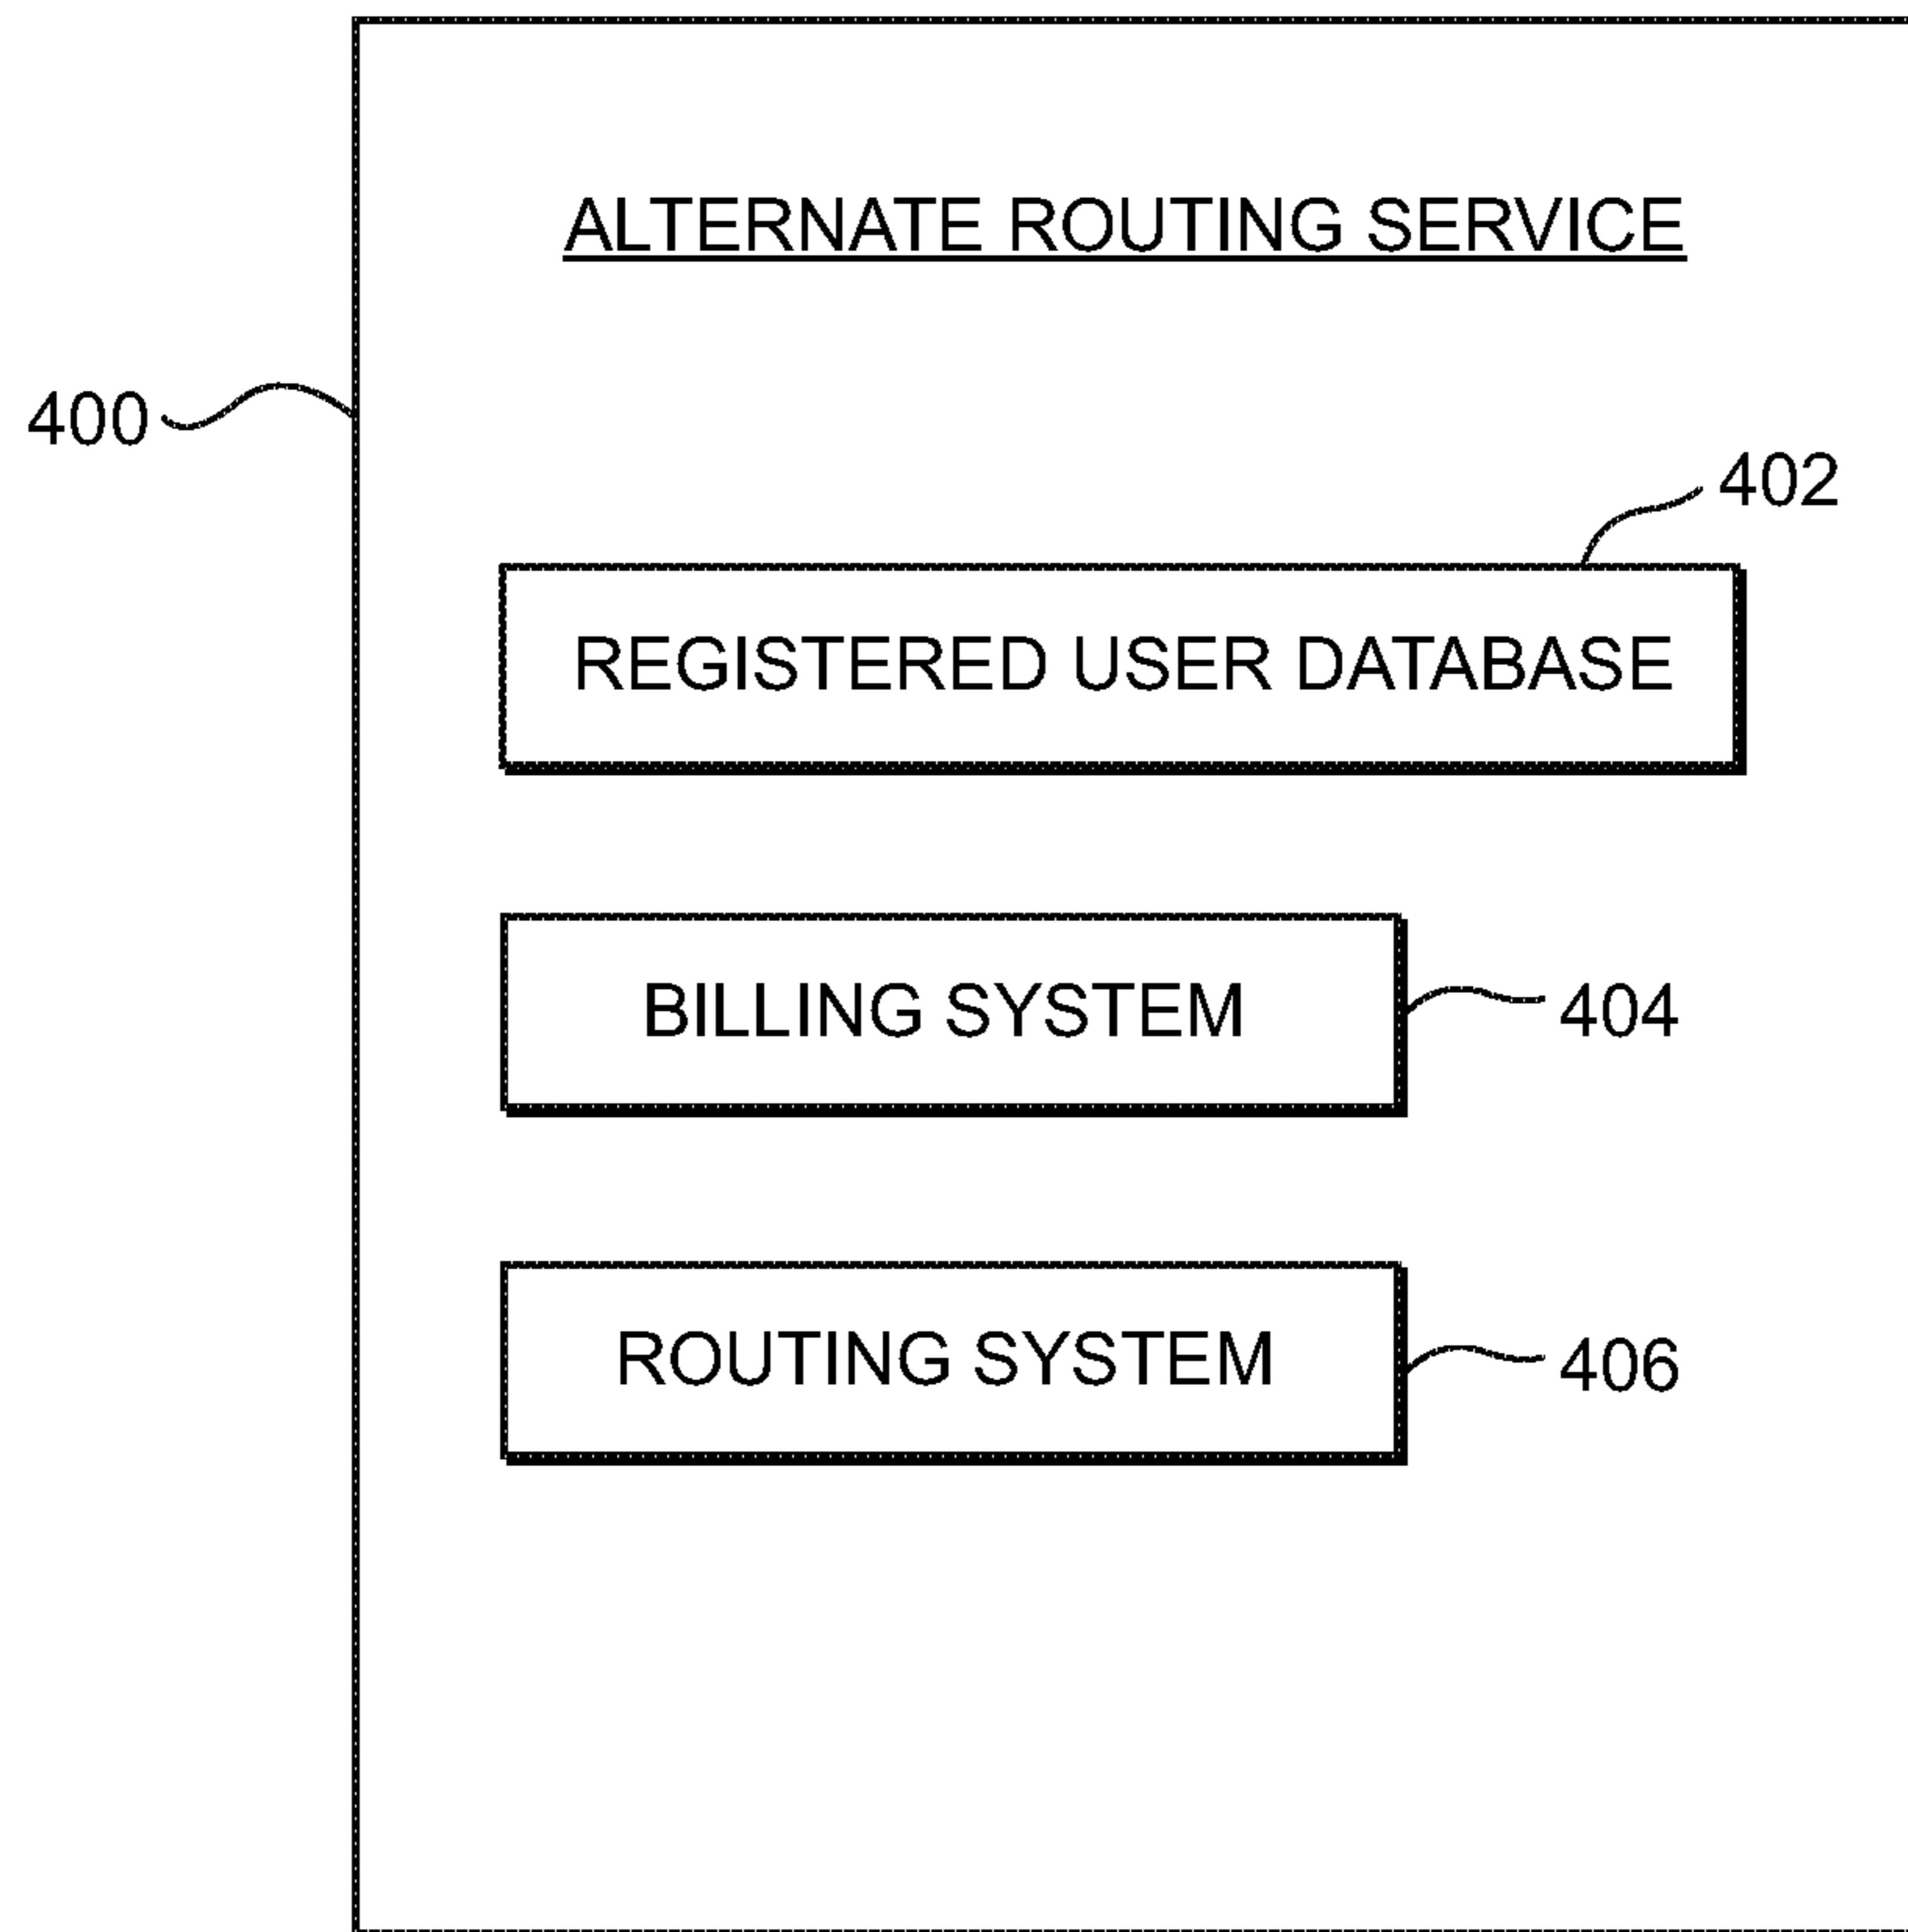 ALTERNATE ROUTING SERVICE
400
402
REGISTERED USER DATABASE
BILLING SYSTEM
404
ROUTING SYSTEM
406